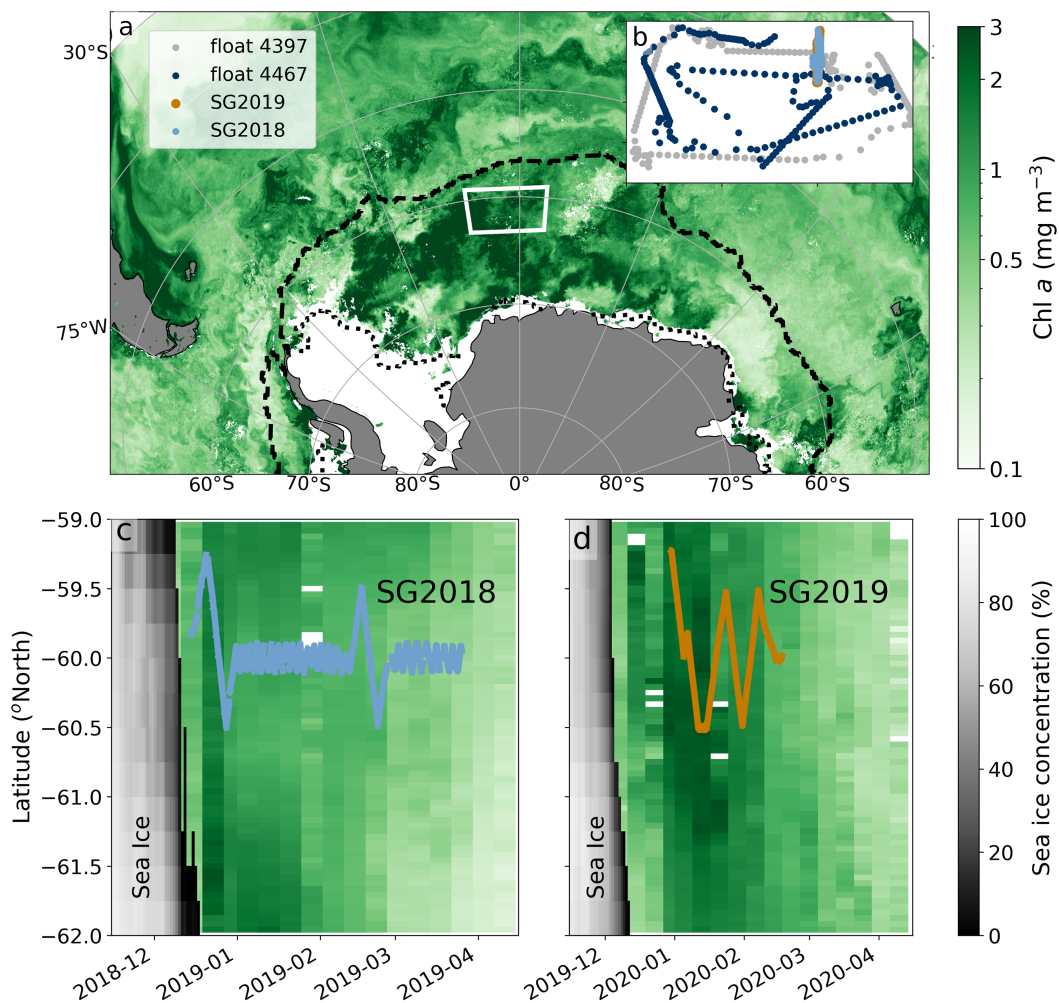 a
float 4397
float 4467
SG2019
SG2018
b
30°S
75°W
60°S
70°S
80°S
0°
80°S
70°S
60°S
3
2
1
0.5
0.1
Chl a (mg m⁻³)
c
SG2018
Sea Ice
−59.0
−59.5
−60.0
−60.5
−61.0
−61.5
−62.0
Latitude (°North)
2018-12
2019-01
2019-02
2019-03
2019-04
d
SG2019
Sea Ice
2019-12
2020-01
2020-02
2020-03
2020-04
100
80
60
40
20
0
Sea ice concentration (%)